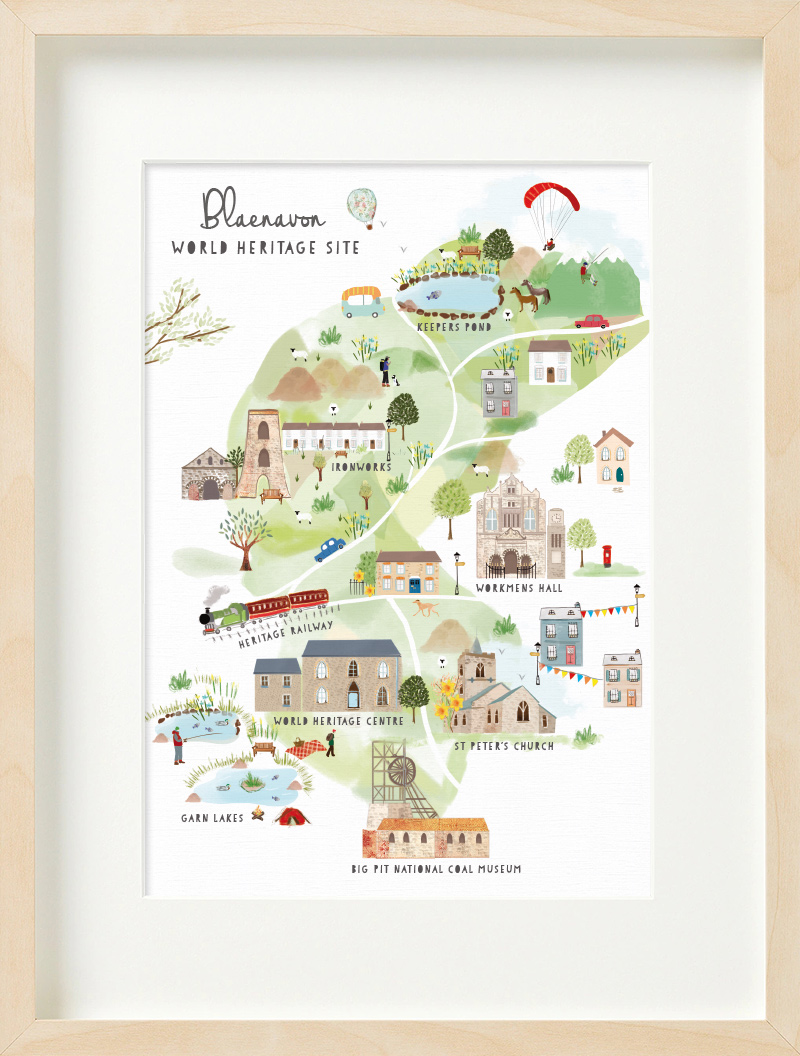 Blaenavon
WORLD HERITAGE SITE
KEEPERS POND
IRONWORKS
WORKMENS HALL
HERITAGE RAILWAY
WORLD HERITAGE CENTRE
ST PETER'S CHURCH
GARN LAKES
BIG PIT NATIONAL COAL MUSEUM